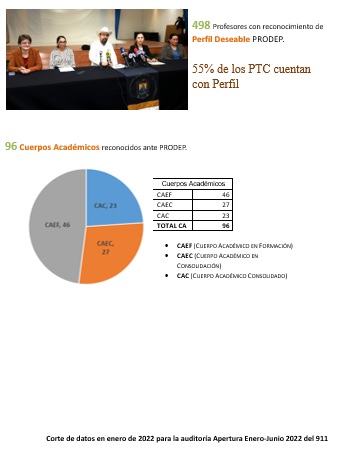 498 Profesores con reconocimiento de
Perfil Deseable PRODEP.
55% de los PTC cuentan
con Perfil
96 Cuerpos Académicos reconocidos ante PRODEP.
CAC, 23
CAEF, 46
CAEC,
27
Cuerpos Académicos
CAEF 46
CAEC 27
CAC 23
TOTAL CA 96
• CAEF (CUERPO ACADÉMICO EN FORMACIÓN)
• CAEC (CUERPO ACADÉMICO EN
CONSOLIDACIÓN)
• CAC (CUERPO ACADÉMICO CONSOLIDADO)
Corte de datos en enero de 2022 para la auditoría Apertura Enero-Junio 2022 del 911